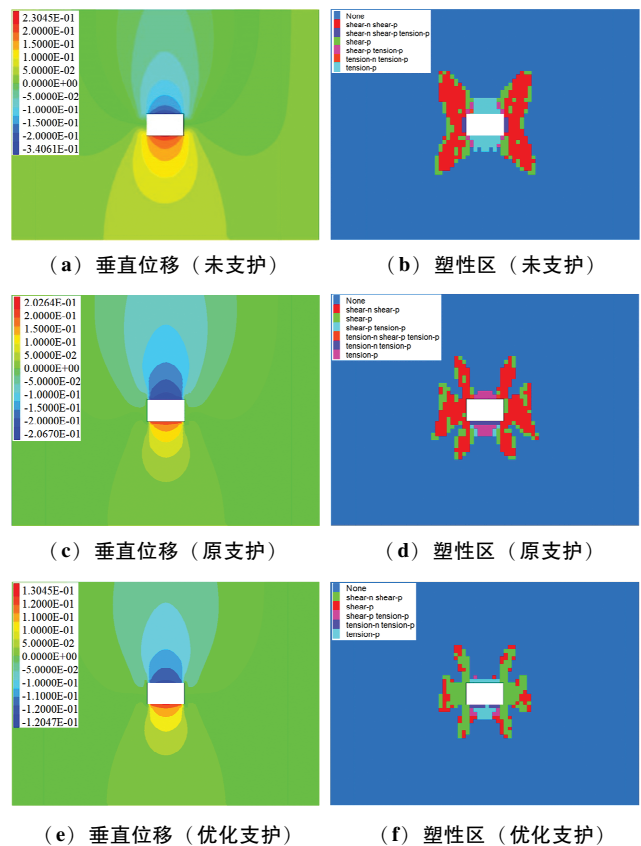 2.3045E-01
2.0000E-01
1.5000E-01
1.0000E-01
5.0000E-02
0.0000E+00
-5.0000E-02
-1.0000E-01
-1.5000E-01
-2.0000E-01
-3.4061E-01
None
shear-n shear-p
shear-n shear-p tension-p
shear-p
shear-p tension-p
tension-n tension-p
tension-p
(a) 垂直位移(未支护)
(b) 塑性区(未支护)
2.0264E-01
2.0000E-01
1.5000E-01
1.0000E-01
5.0000E-02
0.0000E+00
-5.0000E-02
-1.0000E-01
-1.5000E-01
-2.0000E-01
-2.0670E-01
None
shear-n shear-p
shear-p
shear-p tension-p
tension-n shear-p tension-p
tension-n tension-p
tension-p
(c) 垂直位移(原支护)
(d) 塑性区(原支护)
1.3045E-01
1.2000E-01
1.1000E-01
1.0000E-01
5.0000E-02
0.0000E+00
-5.0000E-02
-1.0000E-01
-1.1000E-01
-1.2000E-01
-1.2047E-01
None
shear-n shear-p
shear-p
shear-p tension-p
tension-n tension-p
tension-p
(e) 垂直位移(优化支护)
(f) 塑性区(优化支护)